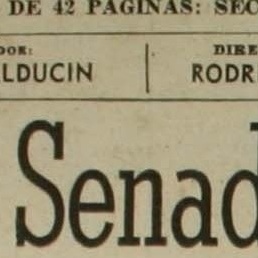 DE 42 PAGINAS: SEC
DOR: DIRE
LDUCIN RODR
Senad